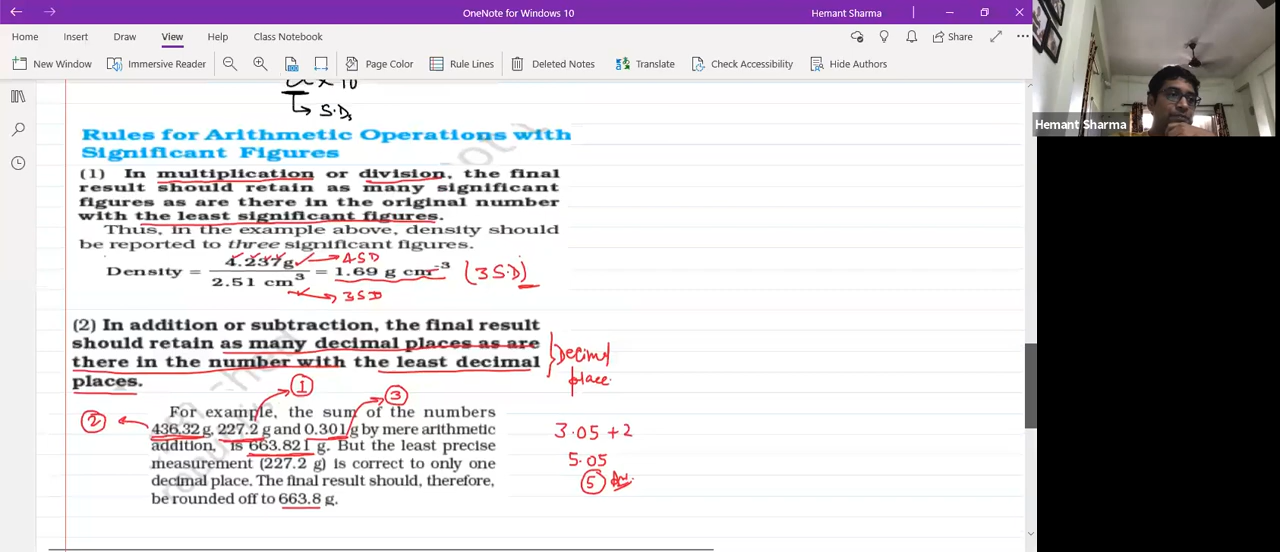 OneNote for Windows 10
Hemant Sharma
Home Insert Draw View Help Class Notebook
Share
New Window Immersive Reader Page Color Rule Lines Deleted Notes Translate Check Accessibility Hide Authors
Hemant Sharma
x 10
S.Ds
Rules for Arithmetic Operations with
Significant Figures
(1) In multiplication or division, the final
result should retain as many significant
figures as are there in the original number
with the least significant figures.
Thus, in the example above, density should
be reported to three significant figures.
Density = 4.237g / 2.51 cm³ = 1.69 g cm⁻³ (3 S.D)
4SD
3SD
(2) In addition or subtraction, the final result
should retain as many decimal places as are
there in the number with the least decimal
places.
Decimal
place.
1
3
2
For example, the sum of the numbers
436.32 g, 227.2 g and 0.301 g by mere arithmetic
addition, is 663.821 g. But the least precise
measurement (227.2 g) is correct to only one
decimal place. The final result should, therefore,
be rounded off to 663.8 g.
3.05 + 2
5.05
5 Ans.